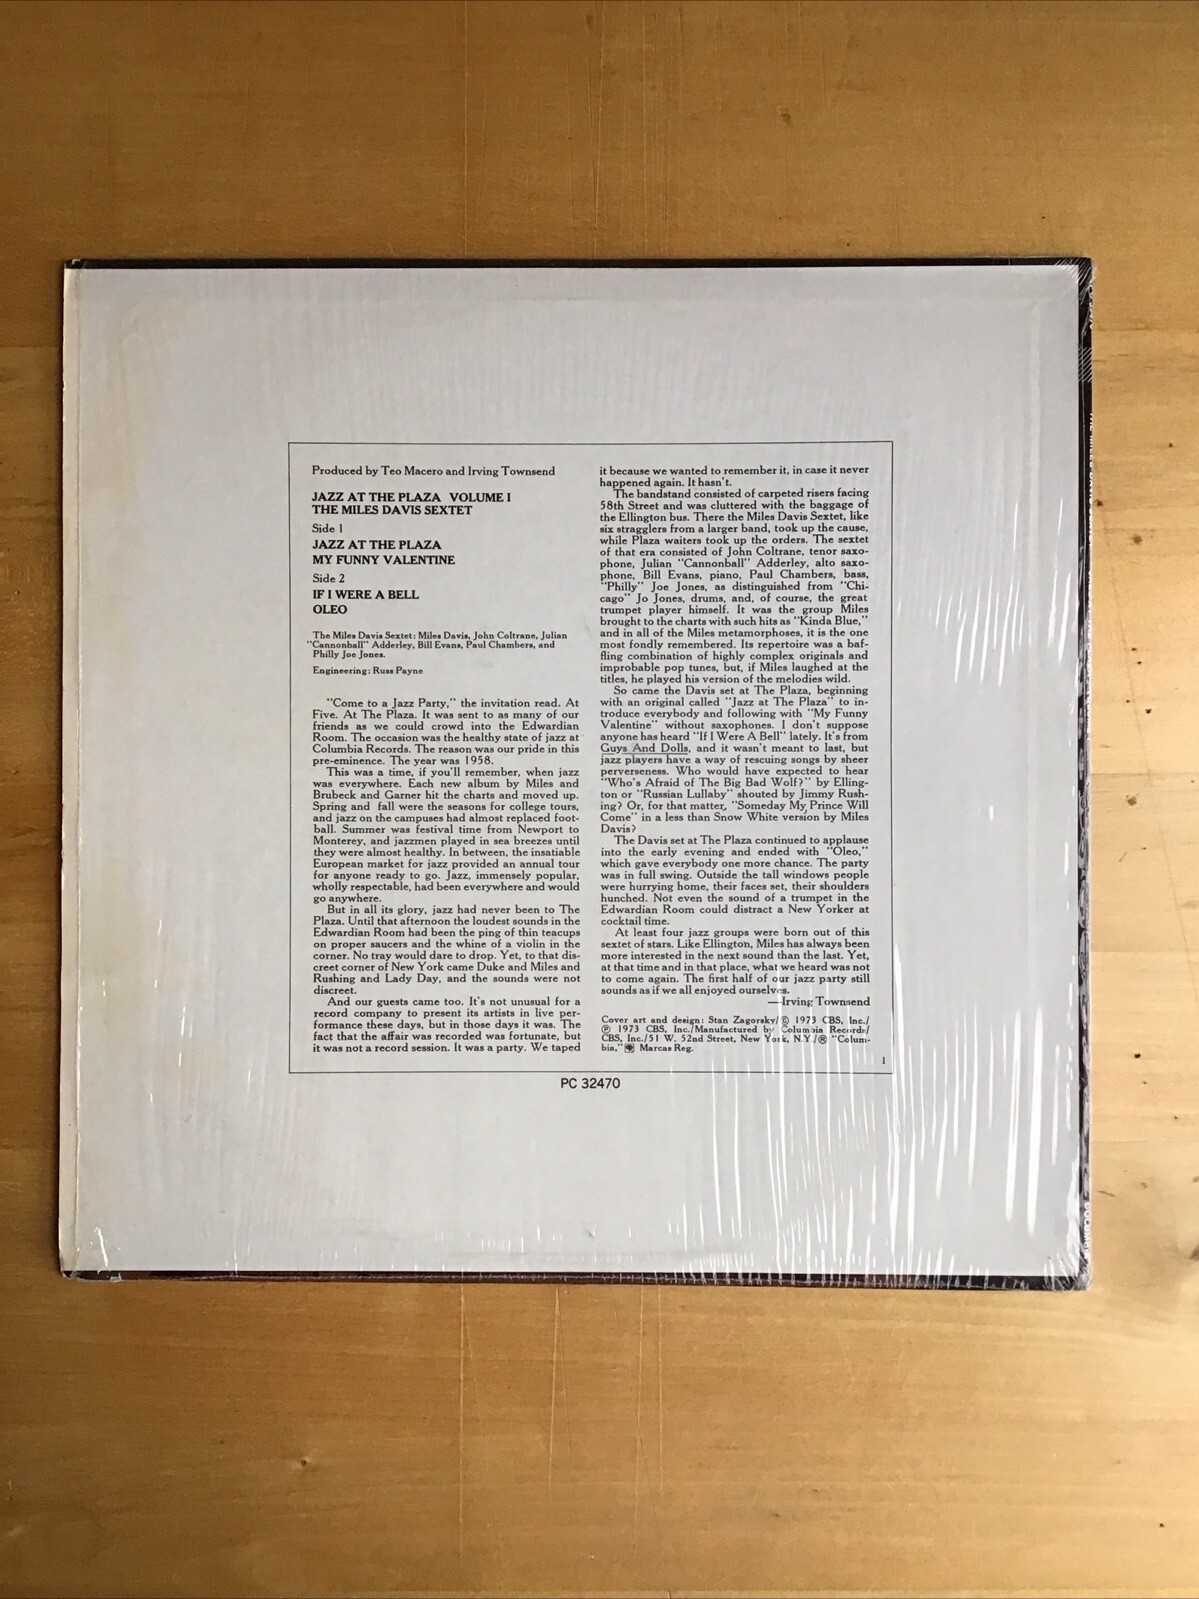 Produced by Teo Macero and Irving Townsend
JAZZ AT THE PLAZA VOLUME I
THE MILES DAVIS SEXTET
Side 1
JAZZ AT THE PLAZA
MY FUNNY VALENTINE
Side 2
IF I WERE A BELL
OLEO
The Miles Davis Sextet: Miles Davis, John Coltrane, Julian
"Cannonball" Adderley, Bill Evans, Paul Chambers, and
Philly Joe Jones.
Engineering: Russ Payne
"Come to a Jazz Party," the invitation read. At
Five. At The Plaza. It was sent to as many of our
friends as we could crowd into the Edwardian
Room. The occasion was the healthy state of jazz at
Columbia Records. The reason was our pride in this
pre-eminence. The year was 1958.
This was a time, if you'll remember, when jazz
was everywhere. Each new album by Miles and
Brubeck and Garner hit the charts and moved up.
Spring and fall were the seasons for college tours,
and jazz on the campuses had almost replaced foot-
ball. Summer was festival time from Newport to
Monterey, and jazzmen played in sea breezes until
they were almost healthy. In between, the insatiable
European market for jazz provided an annual tour
for anyone ready to go. Jazz, immensely popular,
wholly respectable, had been everywhere and would
go anywhere.
But in all its glory, jazz had never been to The
Plaza. Until that afternoon the loudest sounds in the
Edwardian Room had been the ping of thin teacups
on proper saucers and the whine of a violin in the
corner. No tray would dare to drop. Yet, to that dis-
creet corner of New York came Duke and Miles and
Rushing and Lady Day, and the sounds were not
discreet.
And our guests came too. It's not unusual for a
record company to present its artists in live per-
formance these days, but in those days it was. The
fact that the affair was recorded was fortunate, but
it was not a record session. It was a party. We taped
it because we wanted to remember it, in case it never
happened again. It hasn't.
The bandstand consisted of carpeted risers facing
58th Street and was cluttered with the baggage of
the Ellington bus. There the Miles Davis Sextet, like
six stragglers from a larger band, took up the cause,
while Plaza waiters took up the orders. The sextet
of that era consisted of John Coltrane, tenor saxo-
phone, Julian "Cannonball" Adderley, alto saxo-
phone, Bill Evans, piano, Paul Chambers, bass,
"Philly" Joe Jones, as distinguished from "Chi-
cago" Jo Jones, drums, and, of course, the great
trumpet player himself. It was the group Miles
brought to the charts with such hits as "Kinda Blue,"
and in all of the Miles metamorphoses, it is the one
most fondly remembered. Its repertoire was a baf-
fling combination of highly complex originals and
improbable pop tunes, but, if Miles laughed at the
titles, he played his version of the melodies wild.
So came the Davis set at The Plaza, beginning
with an original called "Jazz at The Plaza" to in-
troduce everybody and following with "My Funny
Valentine" without saxophones. I don't suppose
anyone has heard "If I Were A Bell" lately. It's from
Guys And Dolls, and it wasn't meant to last, but
jazz players have a way of rescuing songs by sheer
perverseness. Who would have expected to hear
"Who's Afraid of The Big Bad Wolf?" by Elling-
ton or "Russian Lullaby" shouted by Jimmy Rush-
ing? Or, for that matter, "Someday My Prince Will
Come" in a less than Snow White version by Miles
Davis?
The Davis set at The Plaza continued to applause
into the early evening and ended with "Oleo,"
which gave everybody one more chance. The party
was in full swing. Outside the tall windows people
were hurrying home, their faces set, their shoulders
hunched. Not even the sound of a trumpet in the
Edwardian Room could distract a New Yorker at
cocktail time.
At least four jazz groups were born out of this
sextet of stars. Like Ellington, Miles has always been
more interested in the next sound than the last. Yet,
at that time and in that place, what we heard was not
to come again. The first half of our jazz party still
sounds as if we all enjoyed ourselves.
—Irving Townsend
Cover art and design: Stan Zagorsky/© 1973 CBS, Inc./
℗ 1973 CBS, Inc./Manufactured by Columbia Records/
CBS, Inc./51 W. 52nd Street, New York, N.Y./® "Colum-
bia," Marcas Reg.
1
PC 32470